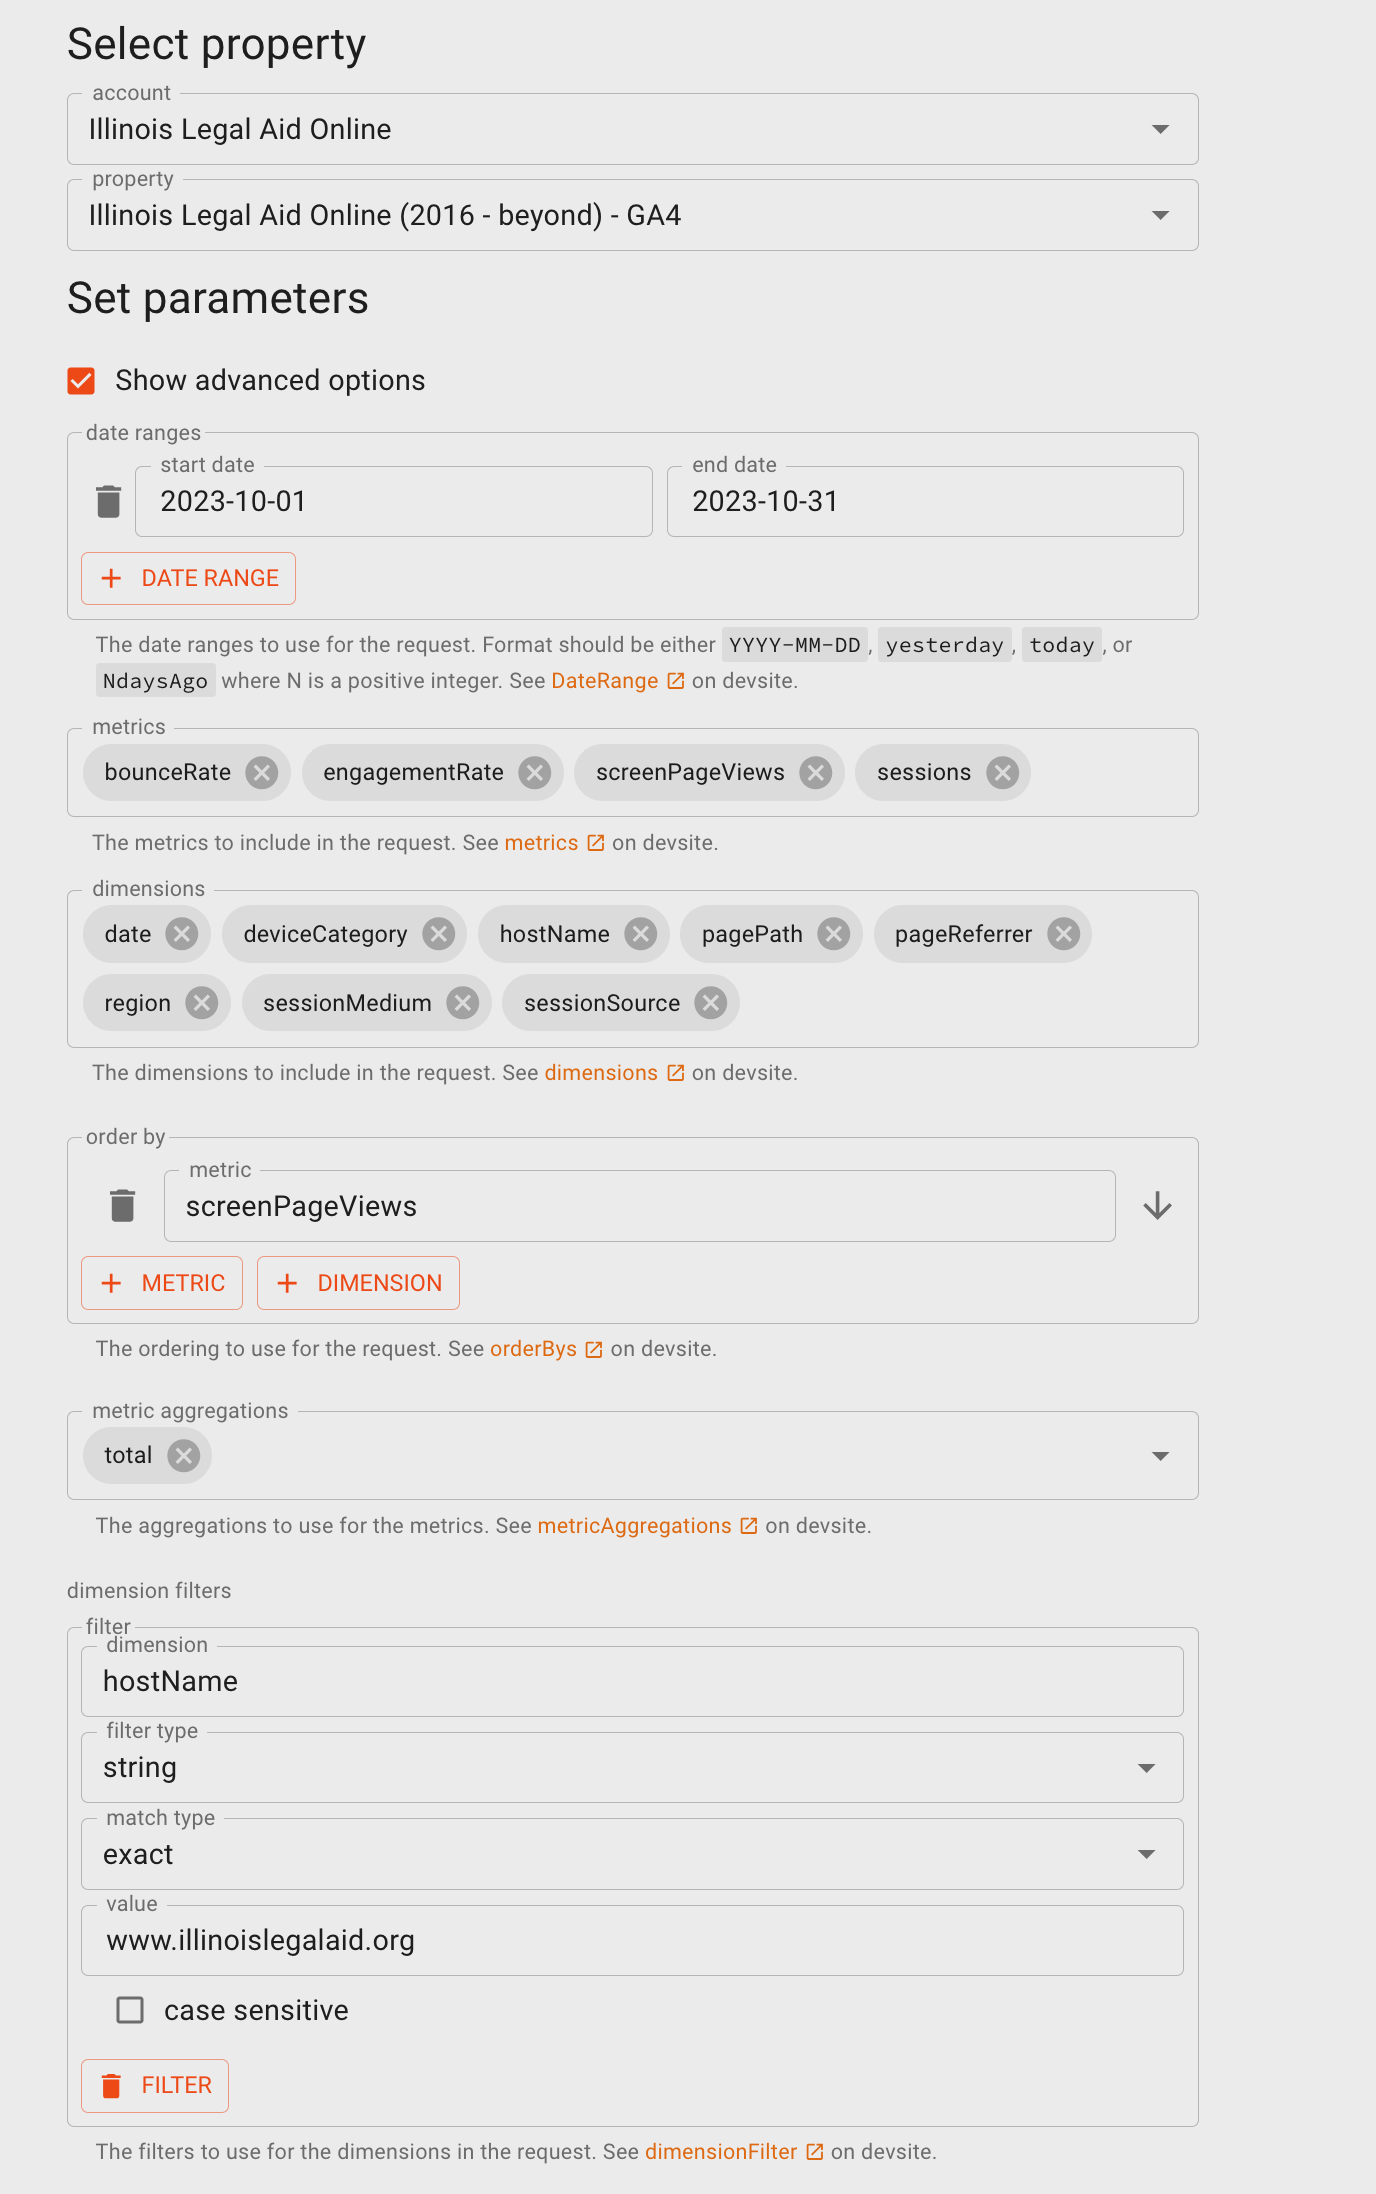 Select property
account
Illinois Legal Aid Online
property
Illinois Legal Aid Online (2016 - beyond) - GA4
Set parameters
Show advanced options
date ranges
start date
2023-10-01
end date
2023-10-31
DATE RANGE
The date ranges to use for the request. Format should be either YYYY-MM-DD, yesterday, today, or
NdaysAgo where N is a positive integer. See DateRange on devsite.
metrics
bounceRate engagementRate screenPageViews sessions
The metrics to include in the request. See metrics on devsite.
dimensions
date deviceCategory hostName pagePath pageReferrer
region sessionMedium sessionSource
The dimensions to include in the request. See dimensions on devsite.
order by
metric
screenPageViews
METRIC DIMENSION
The ordering to use for the request. See orderBys on devsite.
metric aggregations
total
The aggregations to use for the metrics. See metricAggregations on devsite.
dimension filters
filter
dimension
hostName
filter type
string
match type
exact
value
www.illinoislegalaid.org
case sensitive
FILTER
The filters to use for the dimensions in the request. See dimensionFilter on devsite.